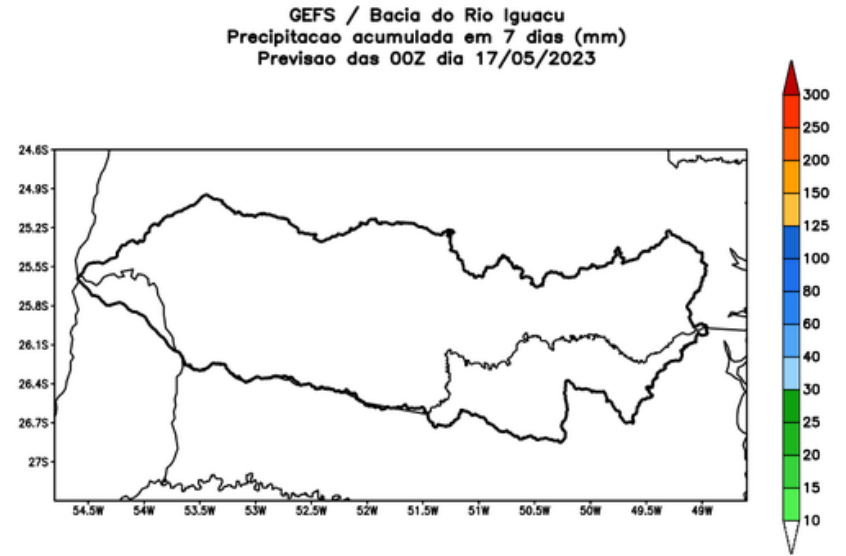 GEFS / Bacia do Rio Iguacu
Precipitacao acumulada em 7 dias (mm)
Previsao das 00Z dia 17/05/2023
300
250
200
150
125
100
80
60
40
30
25
20
15
10
24.6S
24.9S
25.2S
25.5S
25.8S
26.1S
26.4S
26.7S
27S
54.5W 54W 53.5W 53W 52.5W 52W 51.5W 51W 50.5W 50W 49.5W 49W